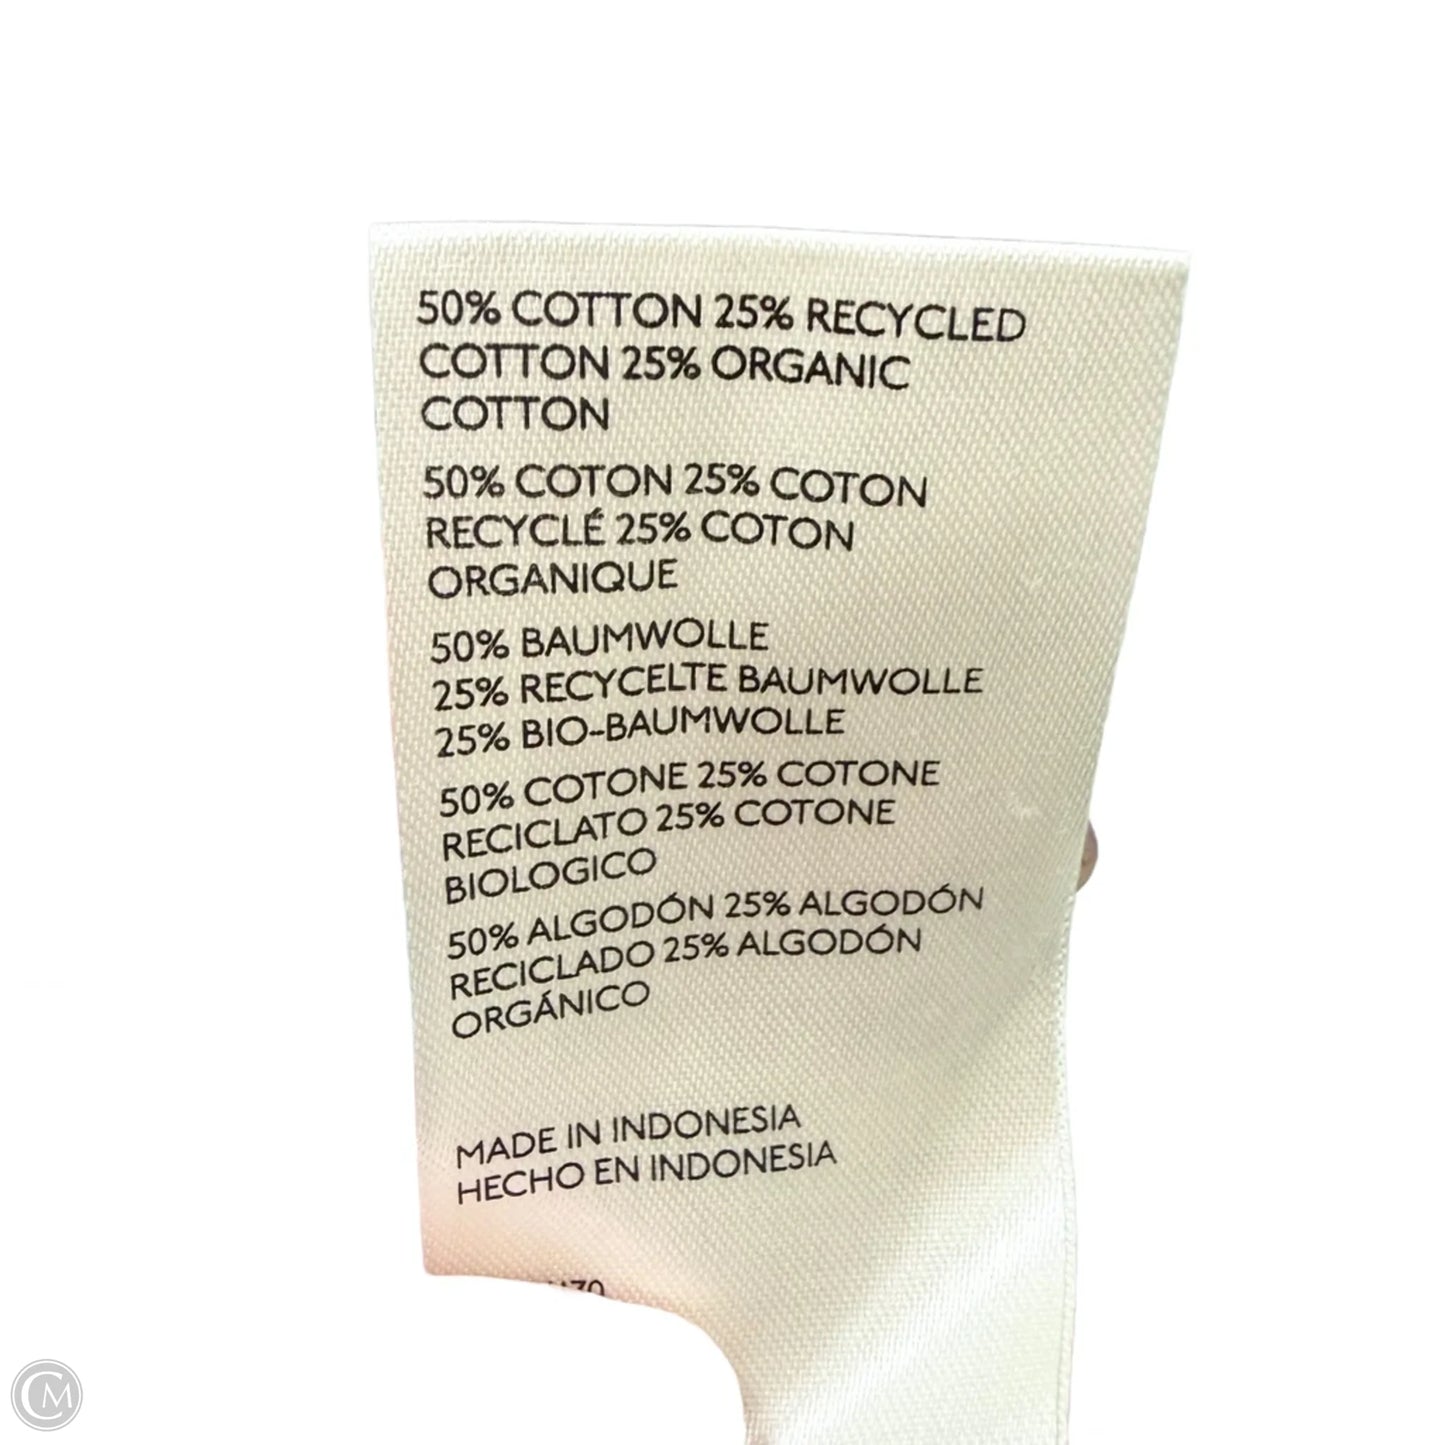 50% COTTON 25% RECYCLED
COTTON 25% ORGANIC
COTTON
50% COTON 25% COTON
RECYCLÉ 25% COTON
ORGANIQUE
50% BAUMWOLLE
25% RECYCELTE BAUMWOLLE
25% BIO-BAUMWOLLE
50% COTONE 25% COTONE
RECICLATO 25% COTONE
BIOLOGICO
50% ALGODÓN 25% ALGODÓN
RECICLADO 25% ALGODÓN
ORGÁNICO
MADE IN INDONESIA
HECHO EN INDONESIA
CM